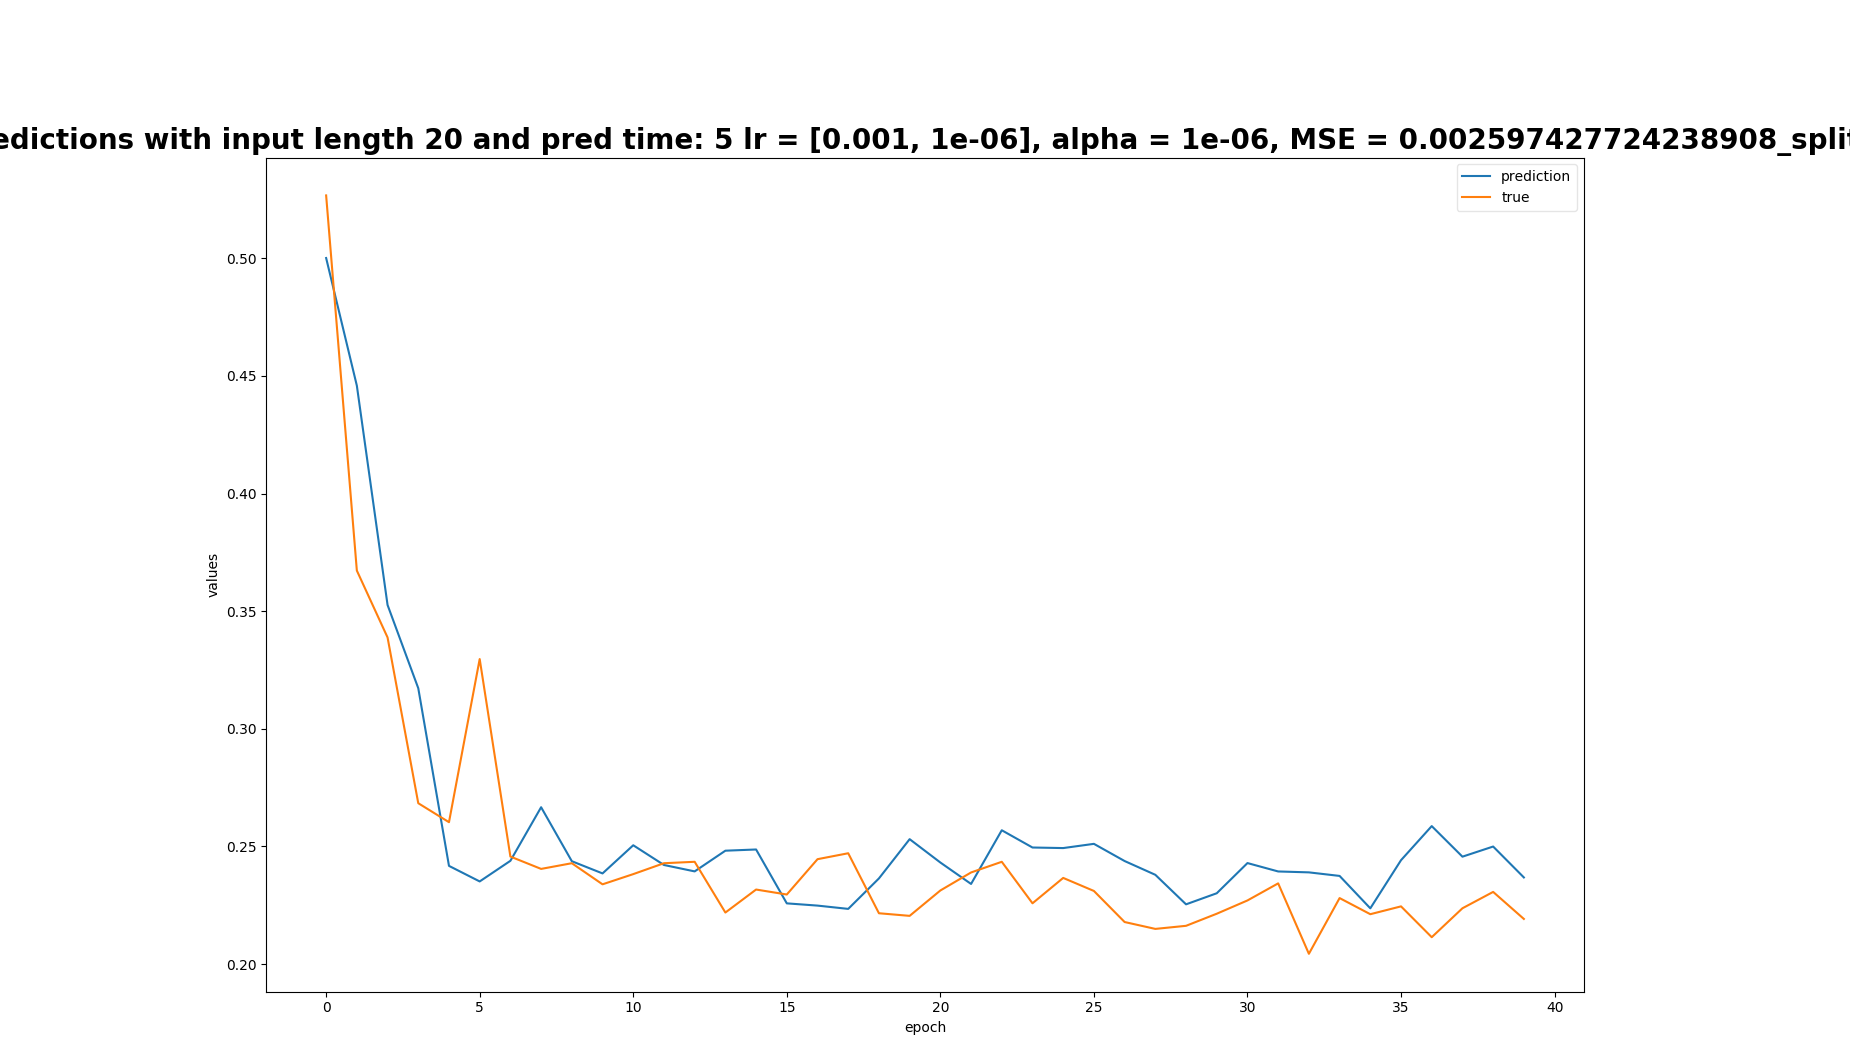 edictions with input length 20 and pred time: 5 lr = [0.001, 1e-06], alpha = 1e-06, MSE = 0.002597427724238908_split
prediction
true
0.50
0.45
0.40
0.35
0.30
0.25
0.20
values
0 5 10 15 20 25 30 35 40
epoch